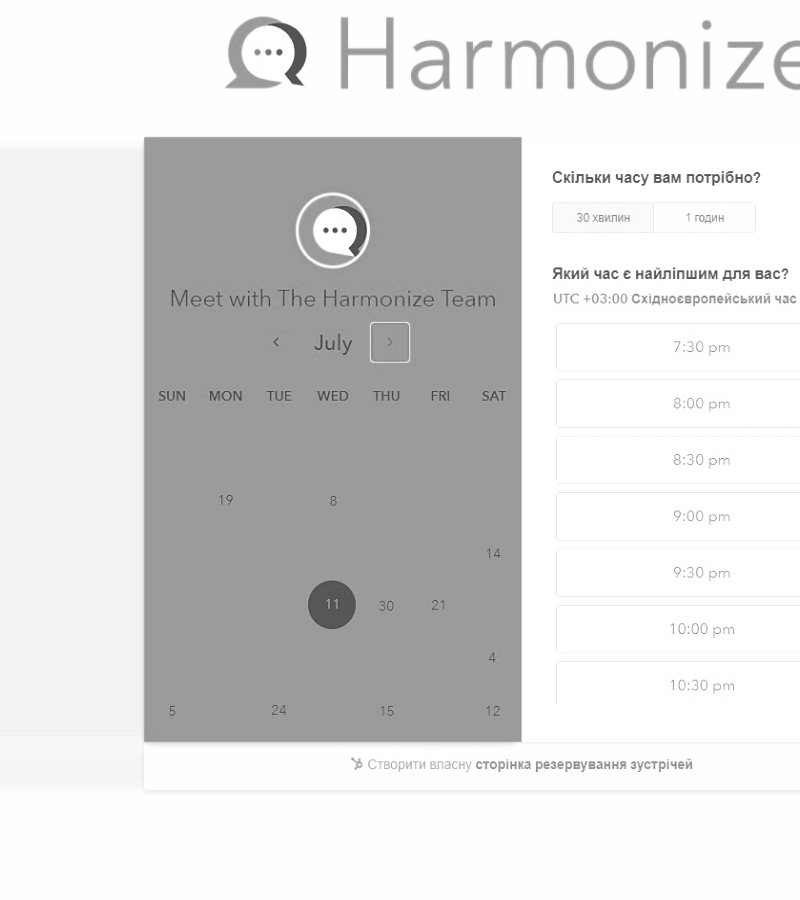 Harmonize
Meet with The Harmonize Team
July
SUN MON TUE WED THU FRI SAT
19 8
14
11 30 21
4
5 24 15 12
Скільки часу вам потрібно?
30 хвилин 1 годин
Який час є найліпшим для вас?
UTC +03:00 Східноєвропейський час
7:30 pm
8:00 pm
8:30 pm
9:00 pm
9:30 pm
10:00 pm
10:30 pm
Створити власну сторінка резервування зустрічей